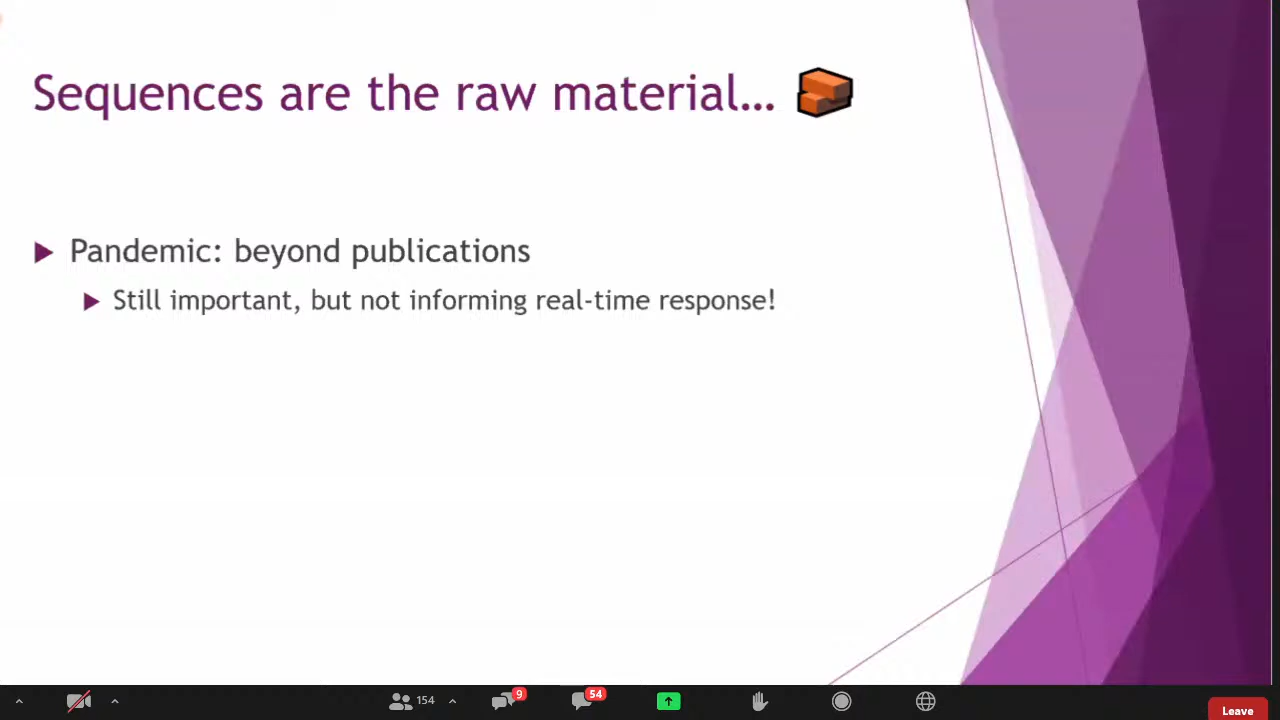 Sequences are the raw material…
Pandemic: beyond publications
Still important, but not informing real-time response!
154
9
54
Leave